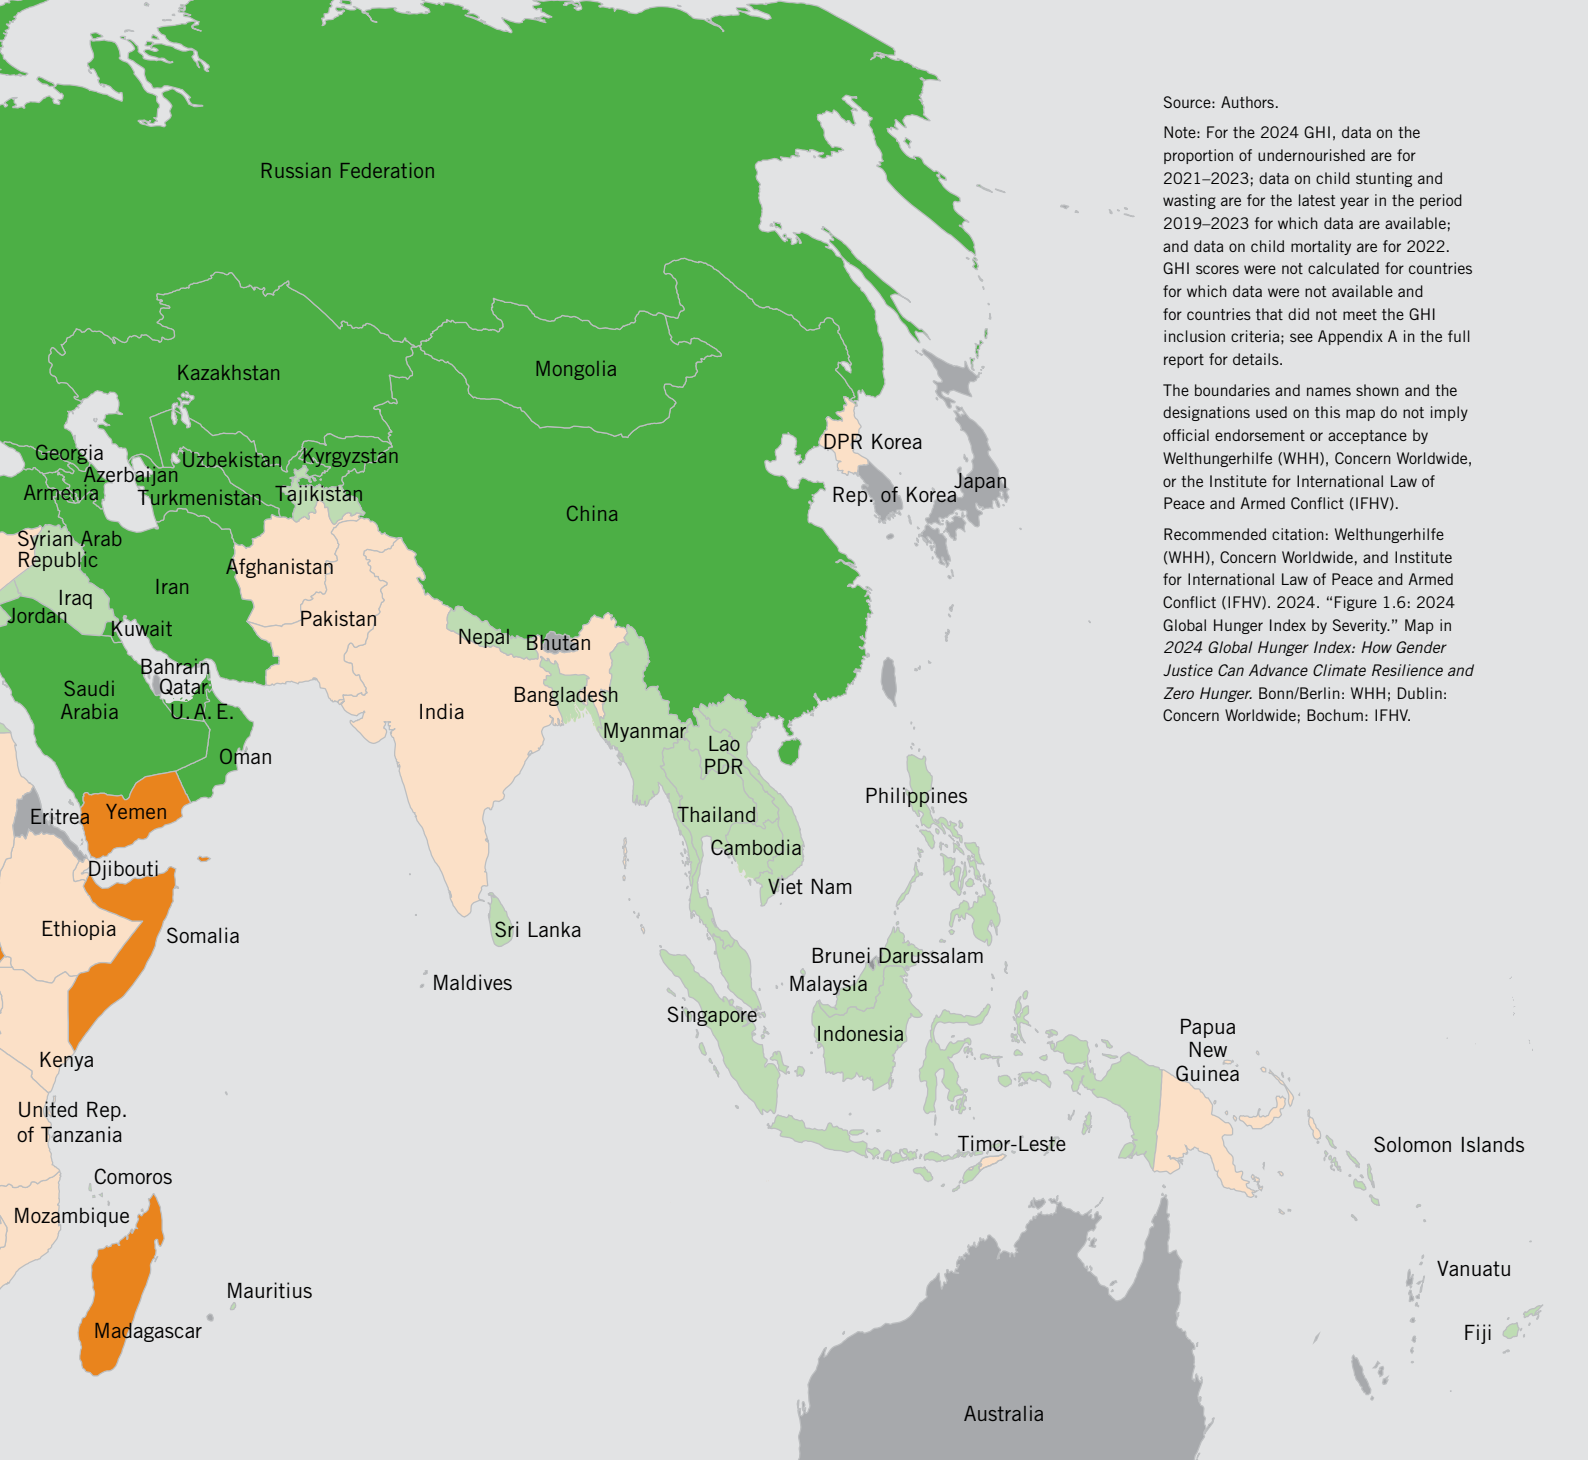 Russian Federation
Kazakhstan
Mongolia
Georgia
Azerbaijan
Uzbekistan
Kyrgyzstan
Armenia
Turkmenistan
Tajikistan
China
DPR Korea
Rep. of Korea
Japan
Syrian Arab
Republic
Iraq
Iran
Afghanistan
Jordan
Kuwait
Pakistan
Nepal
Bhutan
Bahrain
Qatar
Saudi
Arabia
U.A.E.
Oman
India
Bangladesh
Myanmar
Lao
PDR
Thailand
Cambodia
Viet Nam
Philippines
Eritrea
Yemen
Djibouti
Ethiopia
Somalia
Sri Lanka
Maldives
Brunei Darussalam
Malaysia
Singapore
Indonesia
Papua
New
Guinea
Kenya
United Rep.
of Tanzania
Timor-Leste
Solomon Islands
Comoros
Mozambique
Mauritius
Madagascar
Vanuatu
Fiji
Australia
Source: Authors.
Note: For the 2024 GHI, data on the
proportion of undernourished are for
2021–2023; data on child stunting and
wasting are for the latest year in the period
2019–2023 for which data are available;
and data on child mortality are for 2022.
GHI scores were not calculated for countries
for which data were not available and
for countries that did not meet the GHI
inclusion criteria; see Appendix A in the full
report for details.
The boundaries and names shown and the
designations used on this map do not imply
official endorsement or acceptance by
Welthungerhilfe (WHH), Concern Worldwide,
or the Institute for International Law of
Peace and Armed Conflict (IFHV).
Recommended citation: Welthungerhilfe
(WHH), Concern Worldwide, and Institute
for International Law of Peace and Armed
Conflict (IFHV). 2024. “Figure 1.6: 2024
Global Hunger Index by Severity.” Map in
2024 Global Hunger Index: How Gender
Justice Can Advance Climate Resilience and
Zero Hunger. Bonn/Berlin: WHH; Dublin:
Concern Worldwide; Bochum: IFHV.